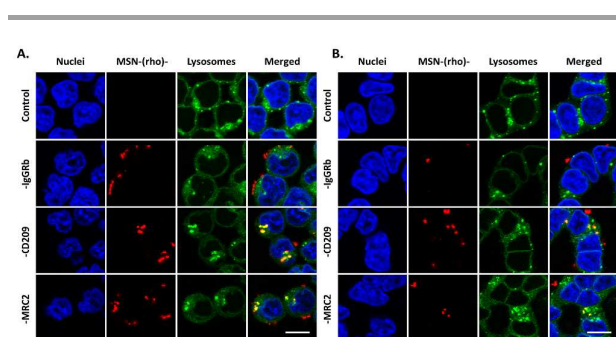 A.
Nuclei MSN-(rho)- Lysosomes Merged
Control
-IgGRb
-CD209
-MRC2
B.
Nuclei MSN-(rho)- Lysosomes Merged
Control
-IgGRb
-CD209
-MRC2